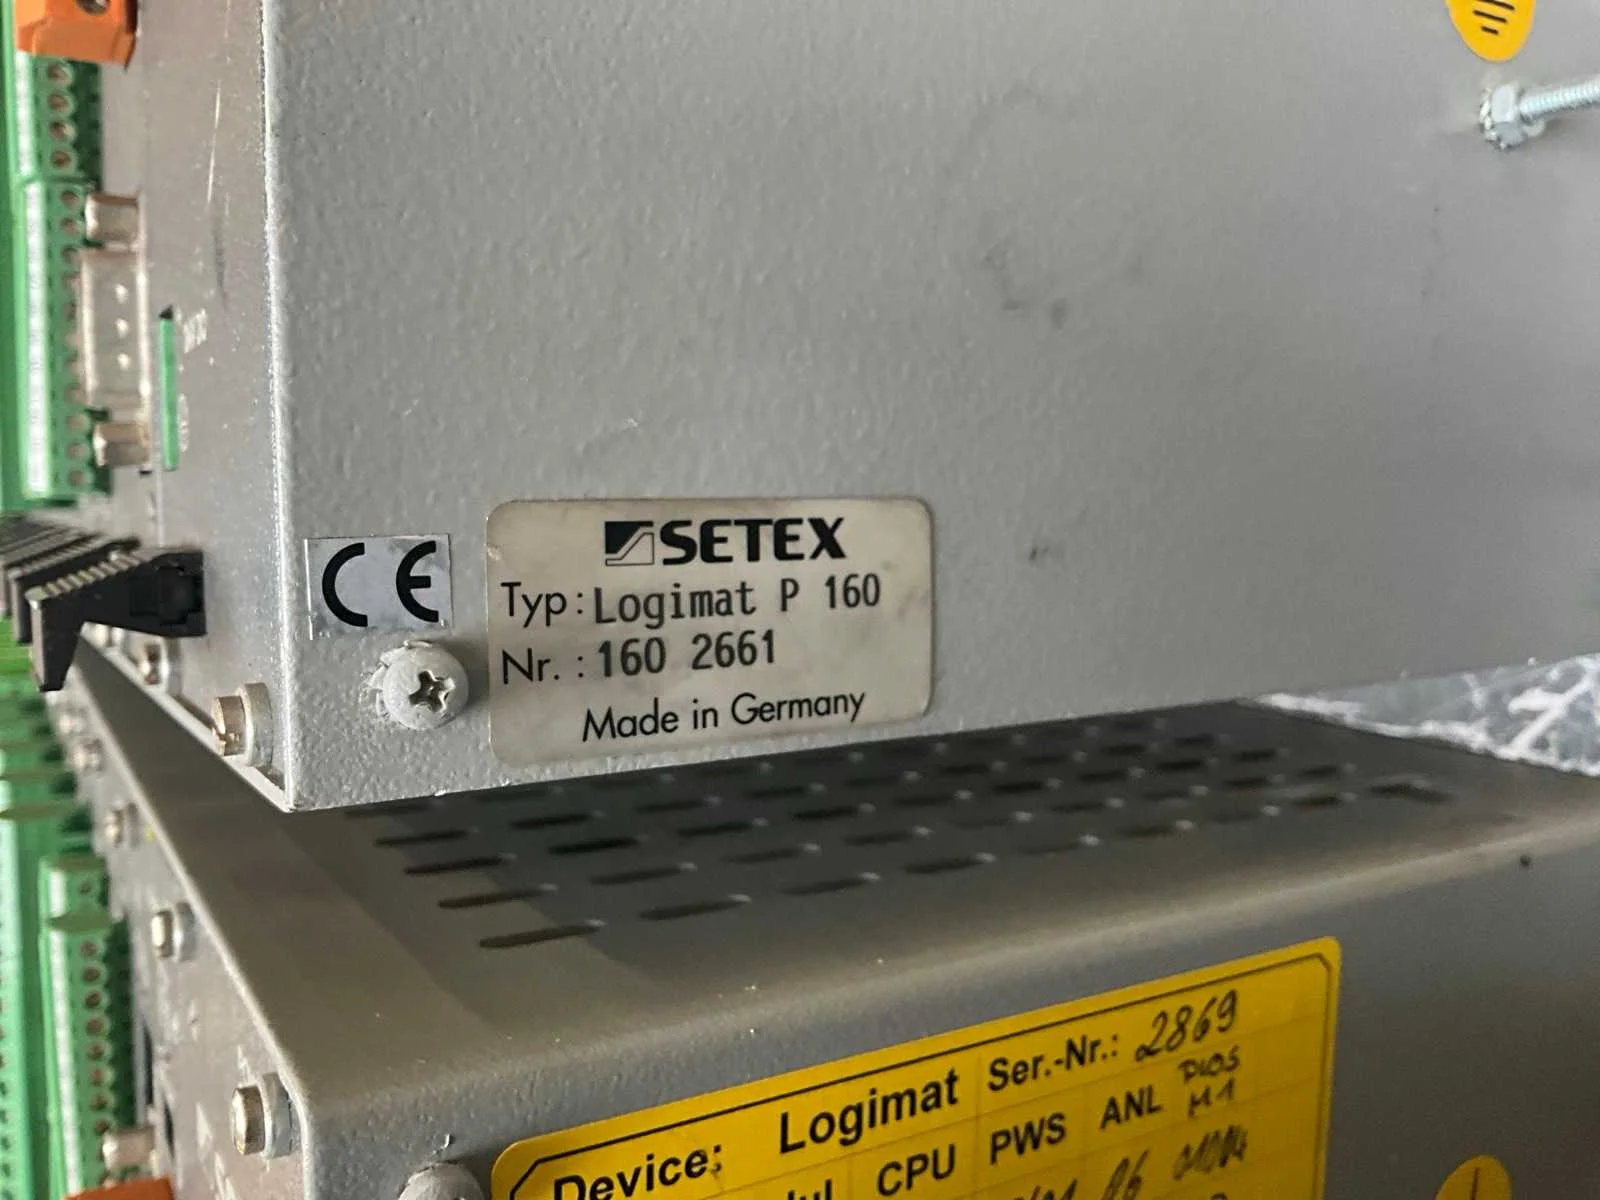 CE
SETEX
Typ: Logimat P 160
Nr. : 160 2661
Made in Germany
Device: Logimat Ser.-Nr.: 2869
CPU PWS ANL
M1